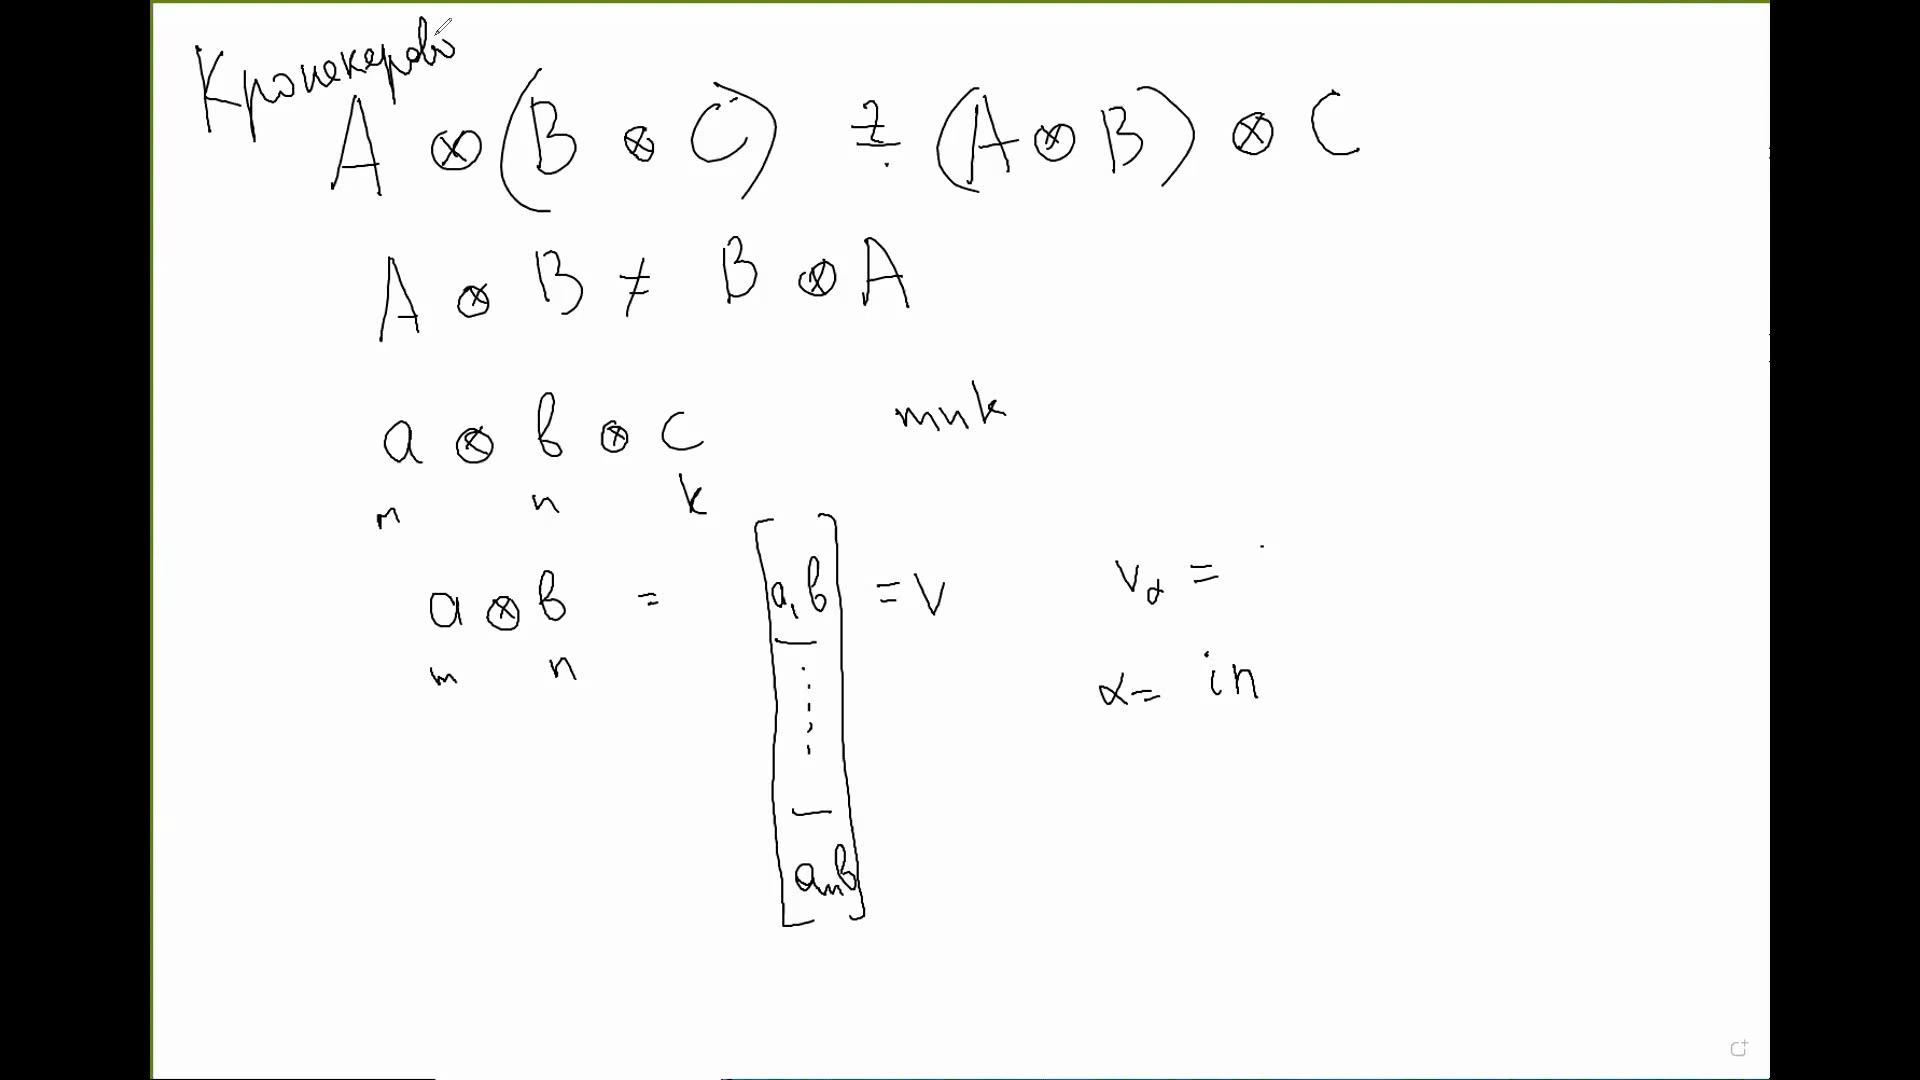 Кронекерово
A ⊗ (B ⊗ C) ≟ (A ⊗ B) ⊗ C
A ⊗ B ≠ B ⊗ A
a ⊗ b ⊗ c mnk
m n k
a ⊗ b = [a₁b ⋮ aₘb] = v v_α =
m n α = in